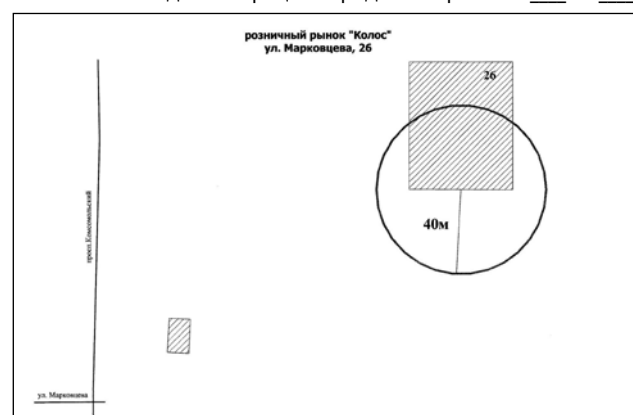 розничный рынок "Колос"
ул. Марковцева, 26
26
просп.Комсомольский
40м
ул. Марковцева